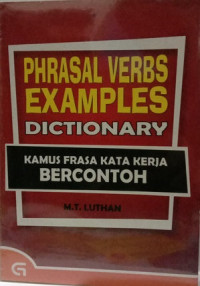 PHRASAL VERBS
EXAMPLES
DICTIONARY
KAMUS FRASA KATA KERJA
BERCONTOH
M.T. LUTHAN
G